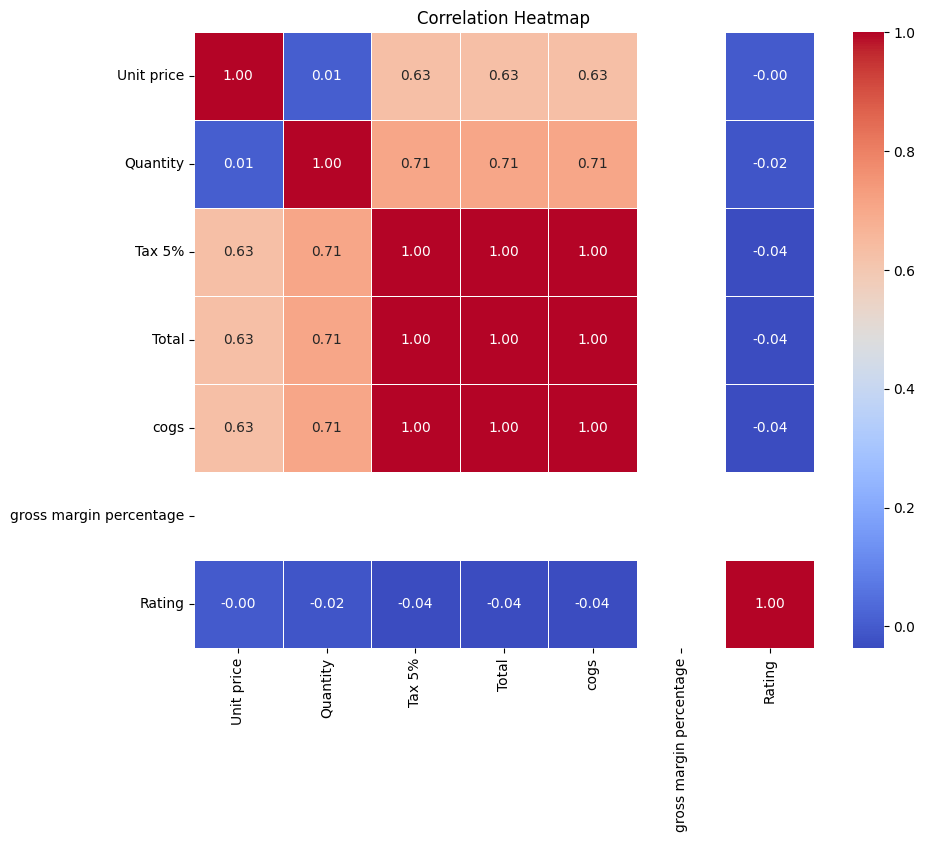 Correlation Heatmap
Unit price 1.00 0.01 0.63 0.63 0.63 -0.00
Quantity 0.01 1.00 0.71 0.71 0.71 -0.02
Tax 5% 0.63 0.71 1.00 1.00 1.00 -0.04
Total 0.63 0.71 1.00 1.00 1.00 -0.04
cogs 0.63 0.71 1.00 1.00 1.00 -0.04
gross margin percentage
Rating -0.00 -0.02 -0.04 -0.04 -0.04 1.00
Unit price
Quantity
Tax 5%
Total
cogs
gross margin percentage
Rating
1.0
0.8
0.6
0.4
0.2
0.0